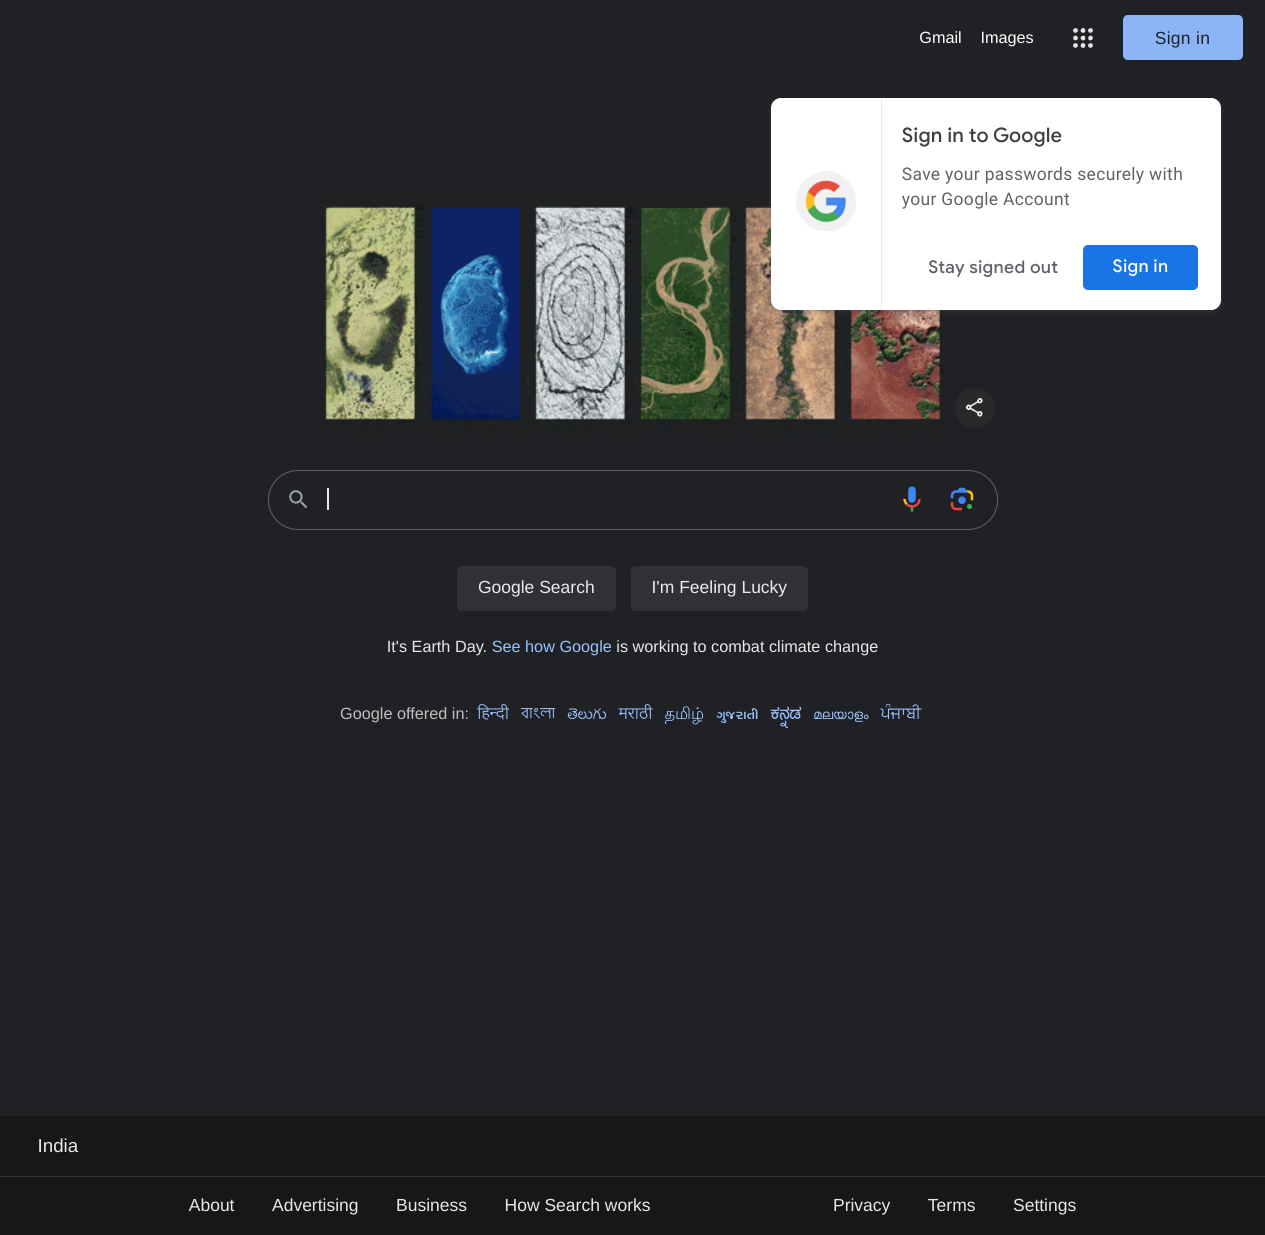 Gmail Images Sign in
Sign in to Google
Save your passwords securely with
your Google Account
Stay signed out Sign in
Google Search I'm Feeling Lucky
It's Earth Day. See how Google is working to combat climate change
Google offered in: हिन्दी বাংলা తెలుగు मराठी தமிழ் ગુજરાતી ಕನ್ನಡ മലയാളം ਪੰਜਾਬੀ
India
About Advertising Business How Search works Privacy Terms Settings